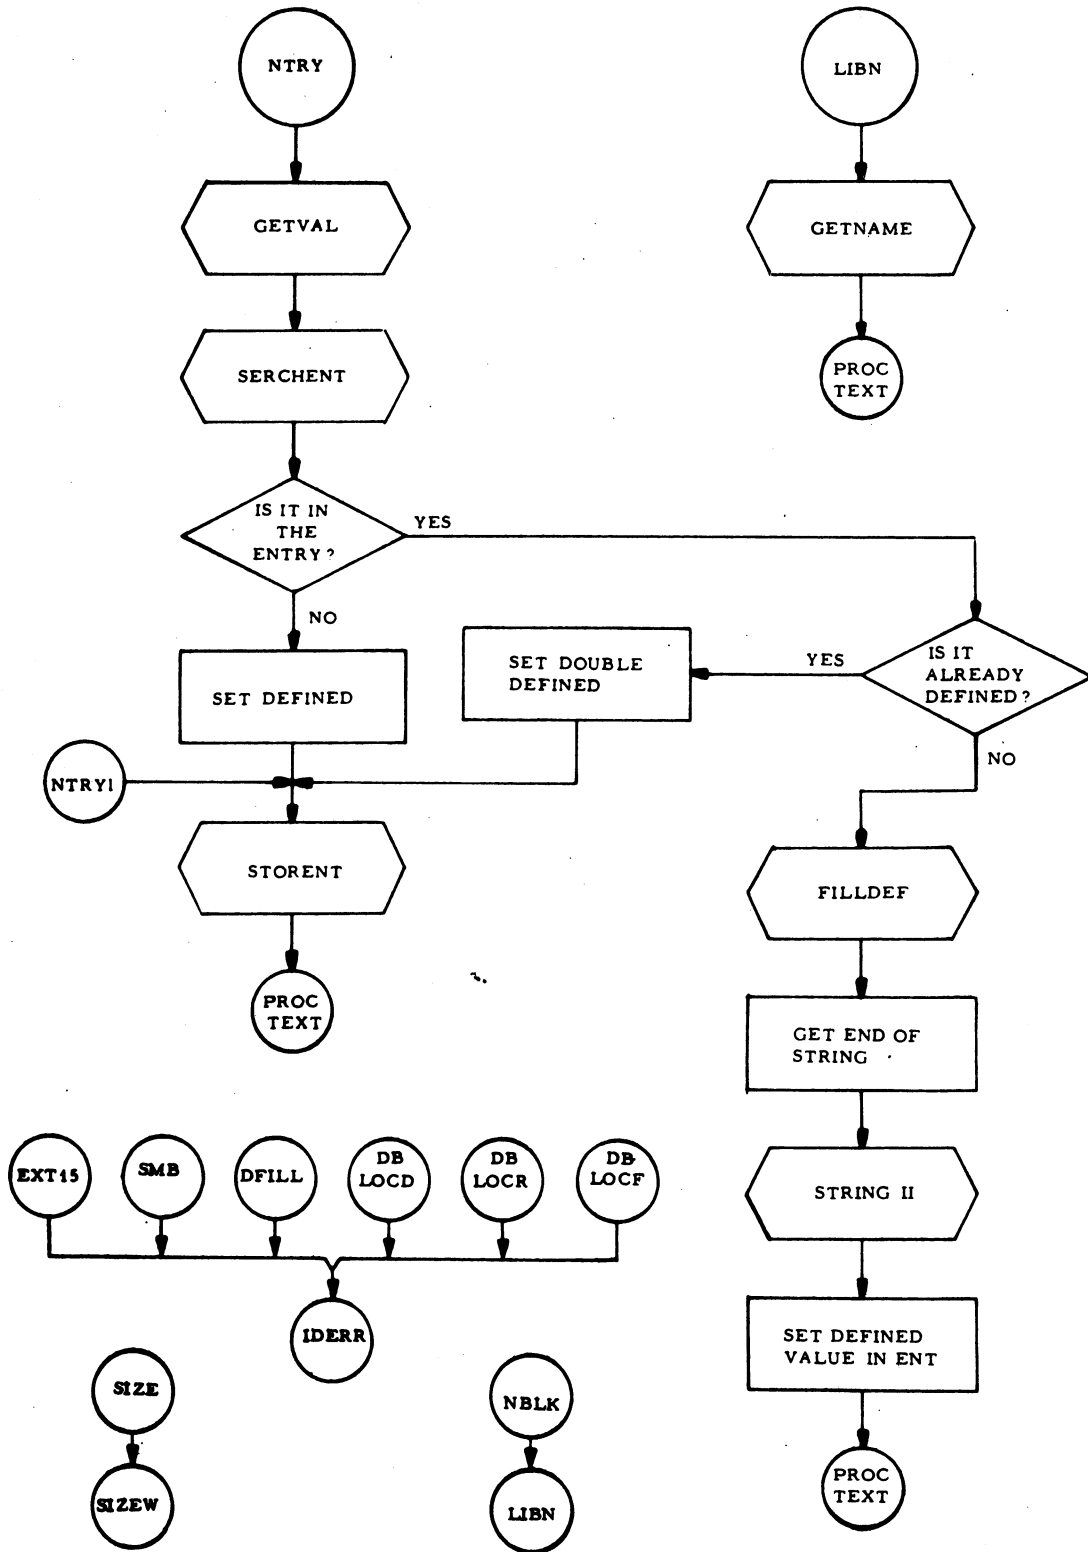 NTRY
LIBN
GETVAL
GETNAME
SERCHENT
PROC
TEXT
IS IT IN
THE
ENTRY?
YES
NO
SET DOUBLE
DEFINED
YES
IS IT
ALREADY
DEFINED?
SET DEFINED
NO
NTRY1
STORENT
FILLDEF
PROC
TEXT
GET END OF
STRING
EXT15
SMB
DFILL
DB
LOCD
DB
LOCR
DB
LOCF
STRING II
IDERR
SET DEFINED
VALUE IN ENT
SIZE
NBLK
PROC
TEXT
SIZEW
LIBN